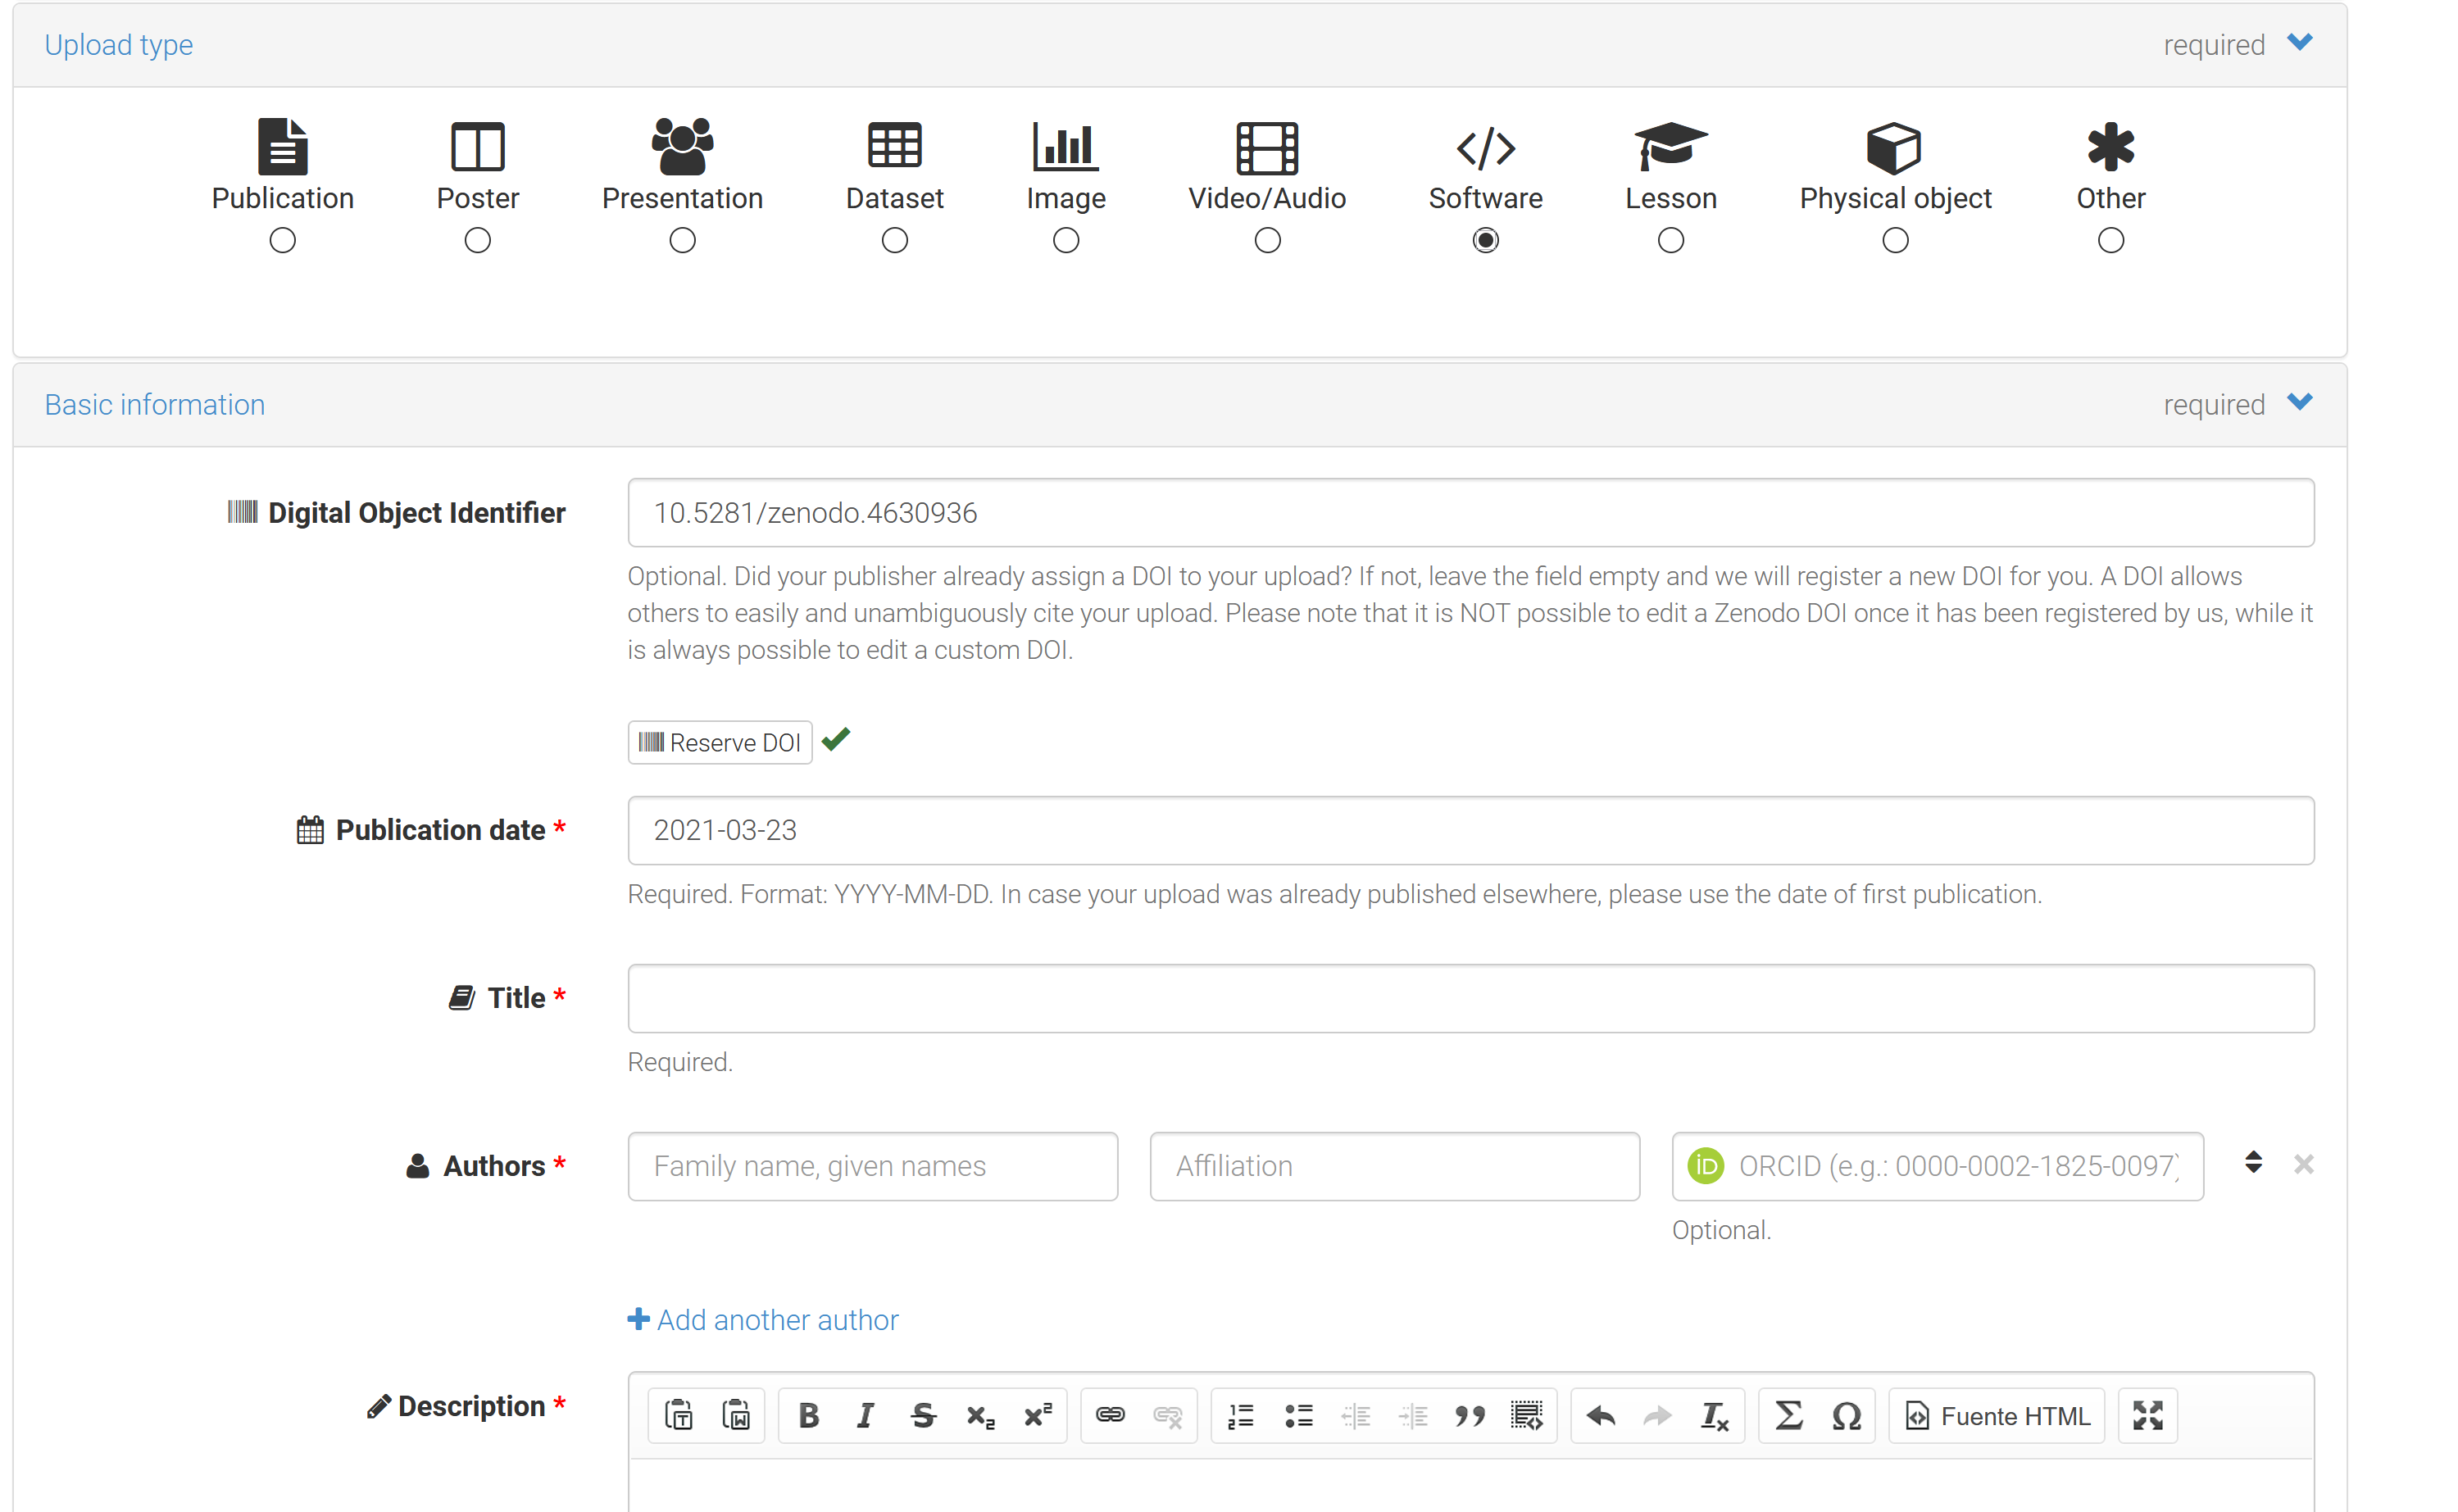 Upload type required
Publication Poster Presentation Dataset Image Video/Audio Software Lesson Physical object Other
Basic information required
Digital Object Identifier 10.5281/zenodo.4630936
Optional. Did your publisher already assign a DOI to your upload? If not, leave the field empty and we will register a new DOI for you. A DOI allows
others to easily and unambiguously cite your upload. Please note that it is NOT possible to edit a Zenodo DOI once it has been registered by us, while it
is always possible to edit a custom DOI.
Reserve DOI
Publication date * 2021-03-23
Required. Format: YYYY-MM-DD. In case your upload was already published elsewhere, please use the date of first publication.
Title *
Required.
Authors * Family name, given names Affiliation iD ORCID (e.g.: 0000-0002-1825-0097)
Optional.
Add another author
Description * Fuente HTML